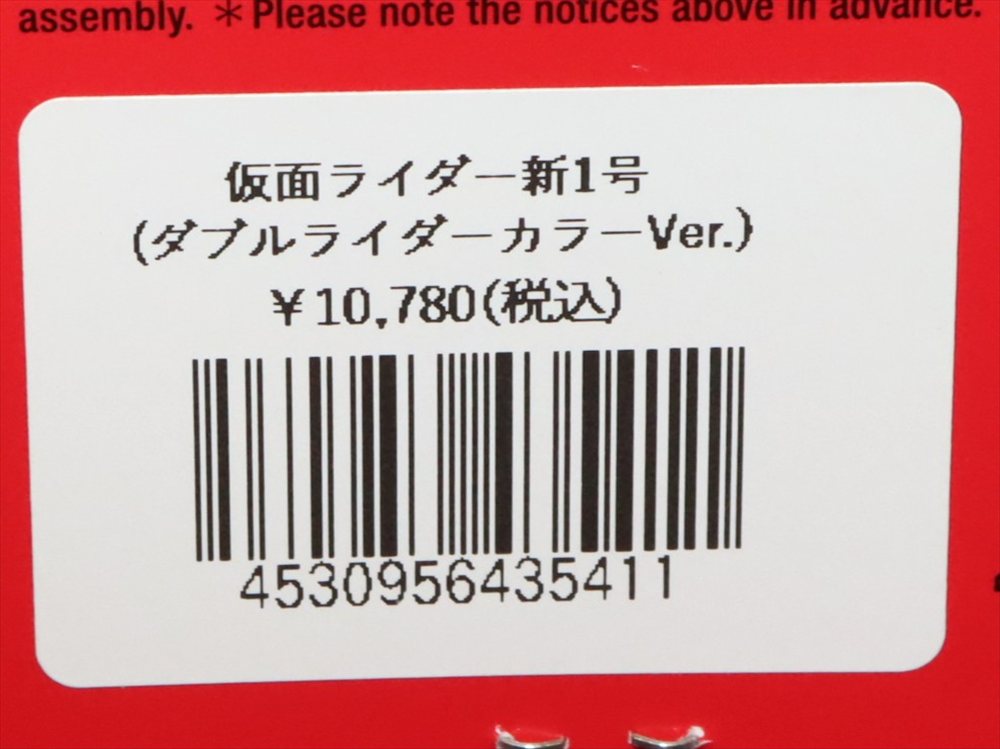 assembly. ＊Please note the notices above in advance.
仮面ライダー新1号
(ダブルライダーカラーVer.)
￥10,780(税込)
4530956435411